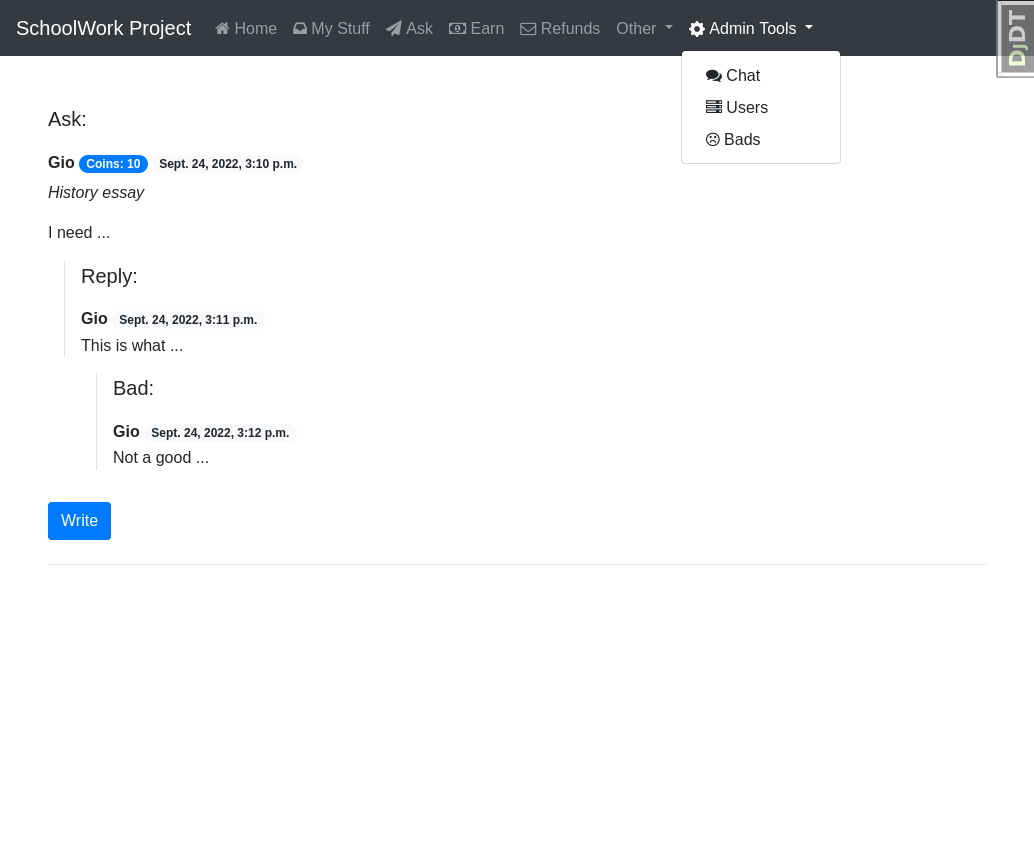 SchoolWork Project Home My Stuff Ask Earn Refunds Other Admin Tools
DjDT
Chat
Users
Bads
Ask:
Gio Coins: 10 Sept. 24, 2022, 3:10 p.m.
History essay
I need ...
Reply:
Gio Sept. 24, 2022, 3:11 p.m.
This is what ...
Bad:
Gio Sept. 24, 2022, 3:12 p.m.
Not a good ...
Write